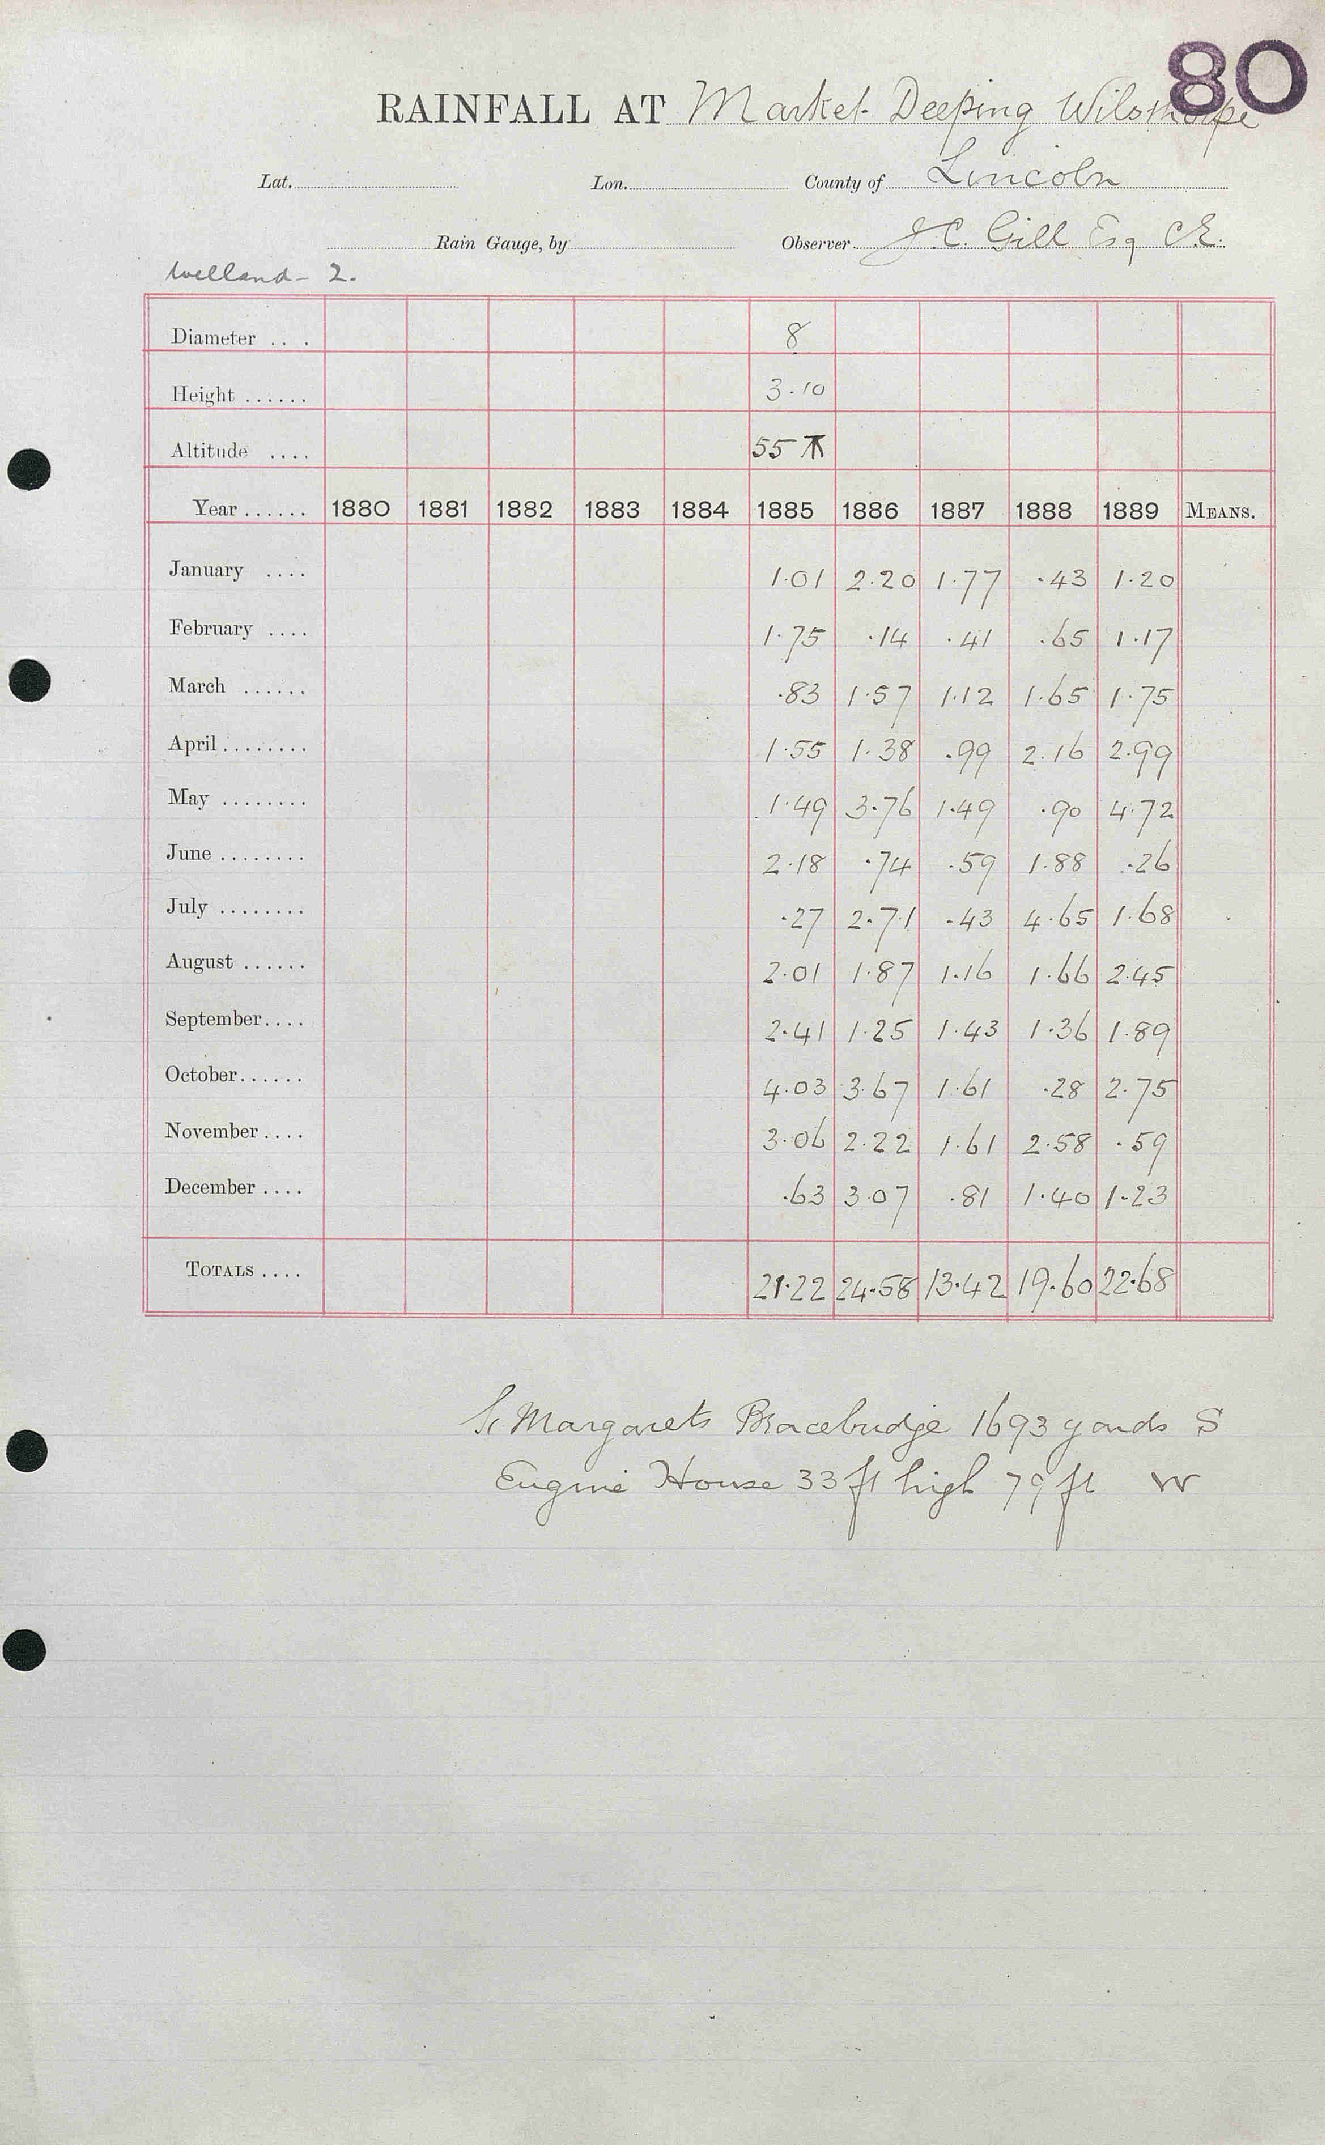 80
RAINFALL AT Market Deeping Wilsthorpe
Lat. Lon. County of Lincoln
Rain Gauge, by Observer. J.C. Gill Esq C.E.
Welland - 2.
Diameter ... 8
Height ...... 3.10
Altitude .... 55
Year ...... 1880 1881 1882 1883 1884 1885 1886 1887 1888 1889 MEANS.
January .... 1.01 2.20 1.77 .43 1.20
February .... 1.75 .14 .41 .65 1.17
March ...... .83 1.57 1.12 1.65 1.75
April ........ 1.55 1.38 .99 2.16 2.99
May ........ 1.49 3.76 1.49 .90 4.72
June ........ 2.18 .74 .59 1.88 .26
July ........ .27 2.71 .43 4.65 1.68
August ...... 2.01 1.87 1.16 1.66 2.45
September.... 2.41 1.25 1.43 1.36 1.89
October...... 4.03 3.67 1.61 .28 2.75
November.... 3.06 2.22 1.61 2.58 .59
December.... .63 3.07 .81 1.40 1.23
TOTALS .... 21.22 24.58 13.42 19.60 22.68
St Margarets Bracebridge 1693 yards S
Engine House 33 ft high 79 ft W